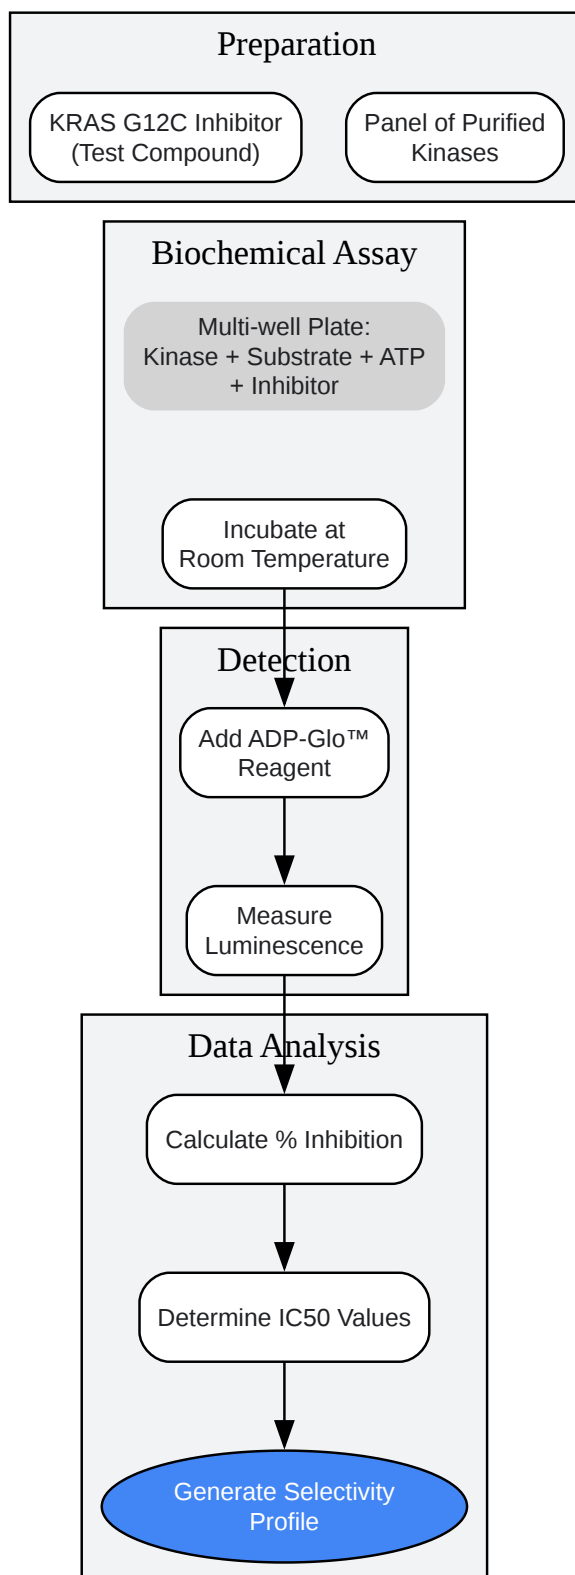 Preparation
KRAS G12C Inhibitor
(Test Compound)
Panel of Purified
Kinases
Biochemical Assay
Multi-well Plate:
Kinase + Substrate + ATP
+ Inhibitor
Incubate at
Room Temperature
Detection
Add ADP-Glo™
Reagent
Measure
Luminescence
Data Analysis
Calculate % Inhibition
Determine IC50 Values
Generate Selectivity
Profile